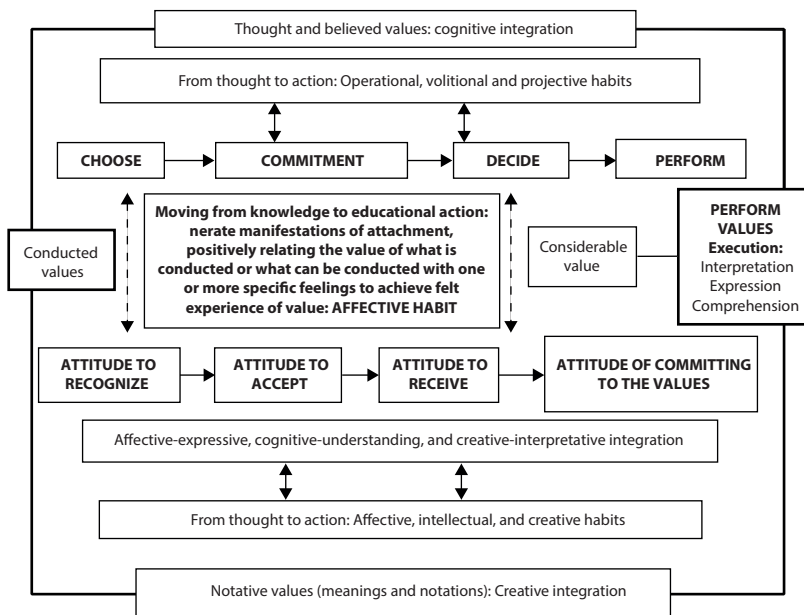 Thought and believed values: cognitive integration
From thought to action: Operational, volitional and projective habits
CHOOSE
COMMITMENT
DECIDE
PERFORM
Conducted
values
Moving from knowledge to educational action:
nerate manifestations of attachment,
positively relating the value of what is
conducted or what can be conducted with one
or more specific feelings to achieve felt
experience of value: AFFECTIVE HABIT
Considerable
value
PERFORM
VALUES
Execution:
Interpretation
Expression
Comprehension
ATTITUDE TO
RECOGNIZE
ATTITUDE TO
ACCEPT
ATTITUDE TO
RECEIVE
ATTITUDE OF COMMITTING
TO THE VALUES
Affective-expressive, cognitive-understanding, and creative-interpretative integration
From thought to action: Affective, intellectual, and creative habits
Notative values (meanings and notations): Creative integration